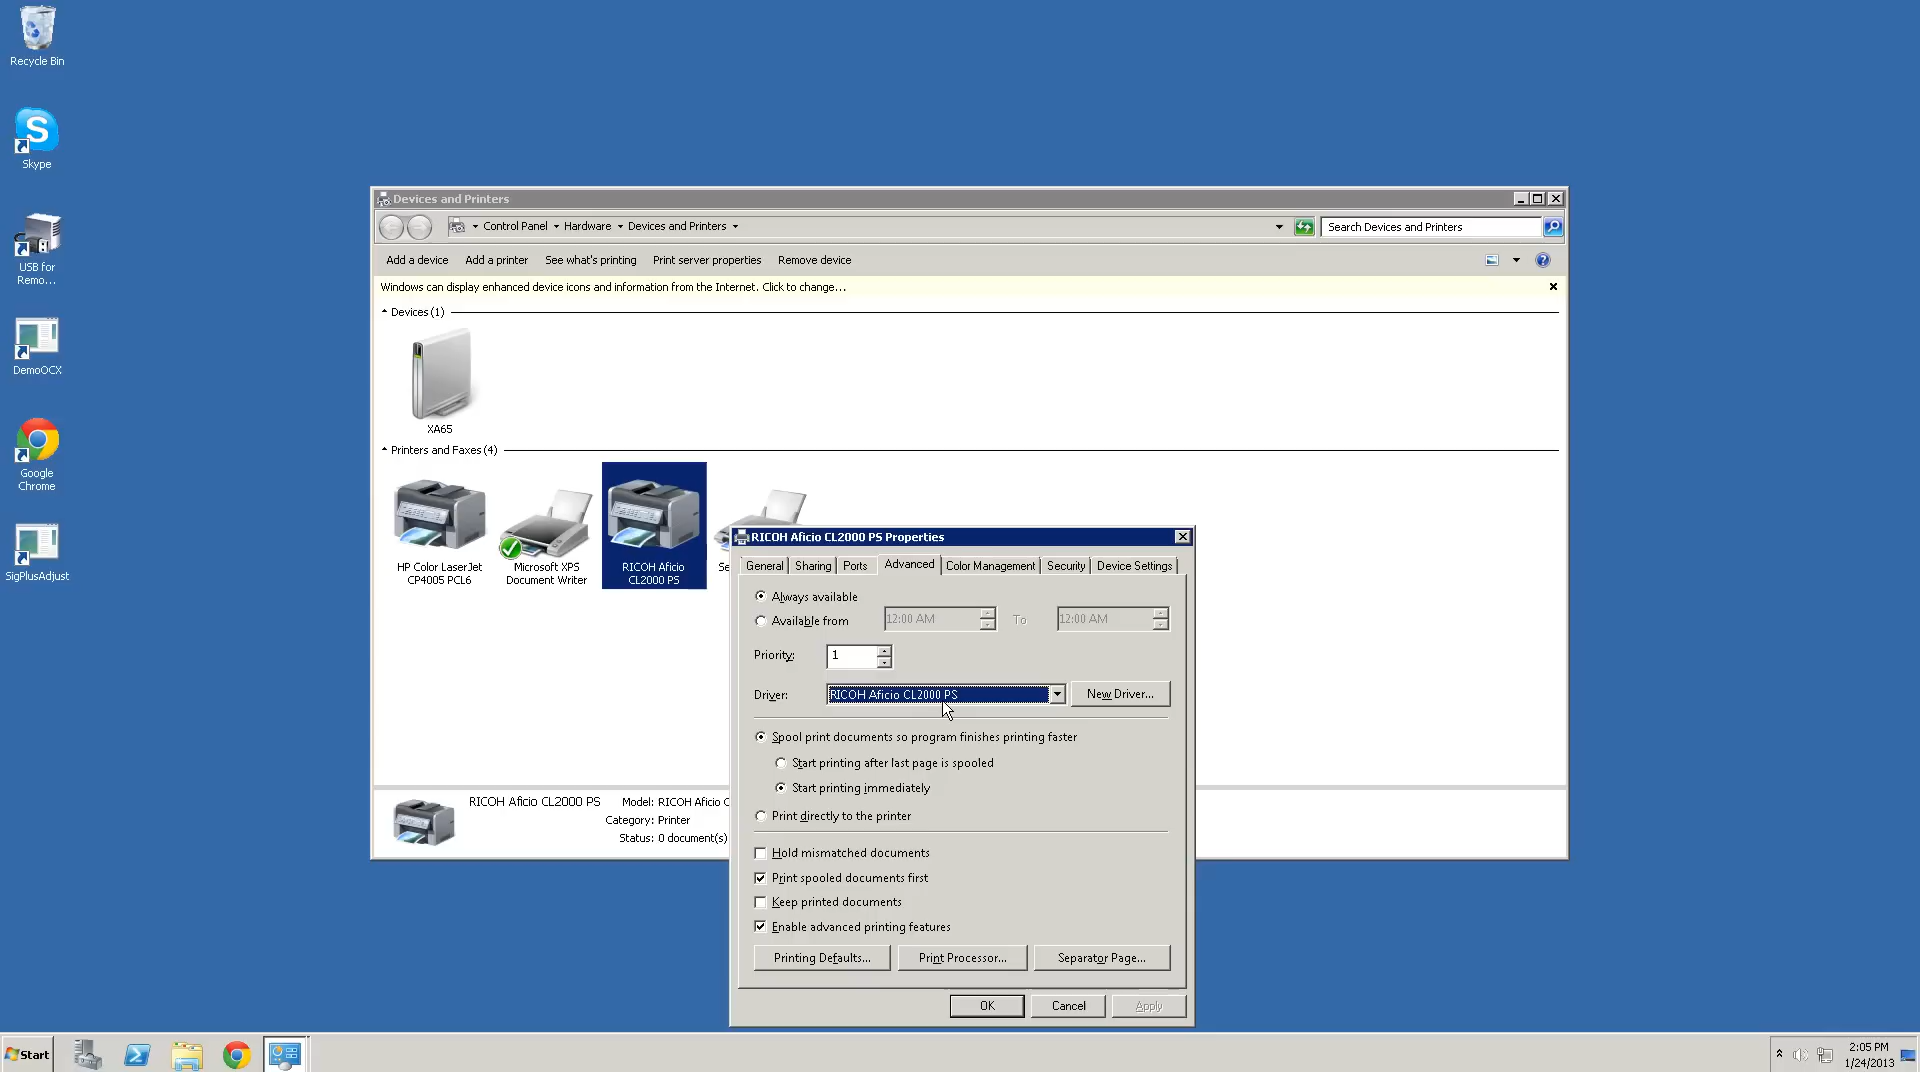 Recycle Bin
Skype
USB for
Remo...
DemoOCX
Google
Chrome
SigPlusAdjust
Devices and Printers
Control Panel
Hardware
Devices and Printers
Search Devices and Printers
Add a device
Add a printer
See what's printing
Print server properties
Remove device
Windows can display enhanced device icons and information from the Internet. Click to change...
Devices (1)
XA65
Printers and Faxes (4)
HP Color LaserJet
CP4005 PCL6
Microsoft XPS
Document Writer
RICOH Aficio
CL2000 PS
RICOH Aficio CL2000 PS
Model: RICOH Aficio
Category: Printer
Status: 0 document(s)
RICOH Aficio CL2000 PS Properties
General
Sharing
Ports
Advanced
Color Management
Security
Device Settings
Always available
Available from
12:00 AM
To
12:00 AM
Priority:
1
Driver:
RICOH Aficio CL2000 PS
New Driver...
Spool print documents so program finishes printing faster
Start printing after last page is spooled
Start printing immediately
Print directly to the printer
Hold mismatched documents
Print spooled documents first
Keep printed documents
Enable advanced printing features
Printing Defaults...
Print Processor...
Separator Page...
OK
Cancel
Apply
Start
2:05 PM
1/24/2013